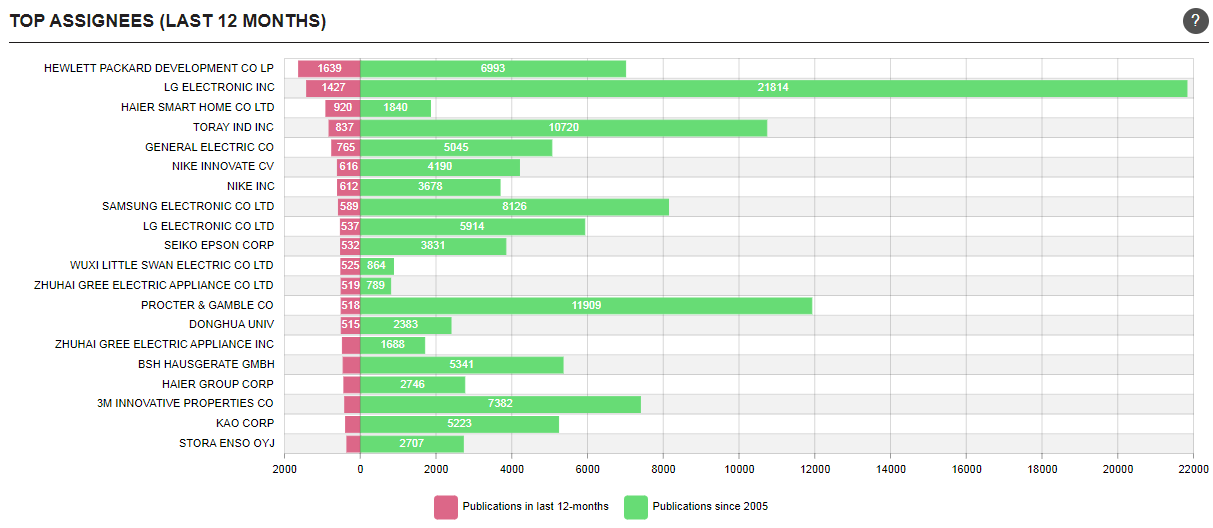 TOP ASSIGNEES (LAST 12 MONTHS)
?
HEWLETT PACKARD DEVELOPMENT CO LP 1639 6993
LG ELECTRONIC INC 1427 21814
HAIER SMART HOME CO LTD 920 1840
TORAY IND INC 837 10720
GENERAL ELECTRIC CO 765 5045
NIKE INNOVATE CV 616 4190
NIKE INC 612 3678
SAMSUNG ELECTRONIC CO LTD 589 8126
LG ELECTRONIC CO LTD 537 5914
SEIKO EPSON CORP 532 3831
WUXI LITTLE SWAN ELECTRIC CO LTD 525 864
ZHUHAI GREE ELECTRIC APPLIANCE CO LTD 519 789
PROCTER & GAMBLE CO 518 11909
DONGHUA UNIV 515 2383
ZHUHAI GREE ELECTRIC APPLIANCE INC 1688
BSH HAUSGERATE GMBH 5341
HAIER GROUP CORP 2746
3M INNOVATIVE PROPERTIES CO 7382
KAO CORP 5223
STORA ENSO OYJ 2707
2000 0 2000 4000 6000 8000 10000 12000 14000 16000 18000 20000 22000
Publications in last 12-months Publications since 2005